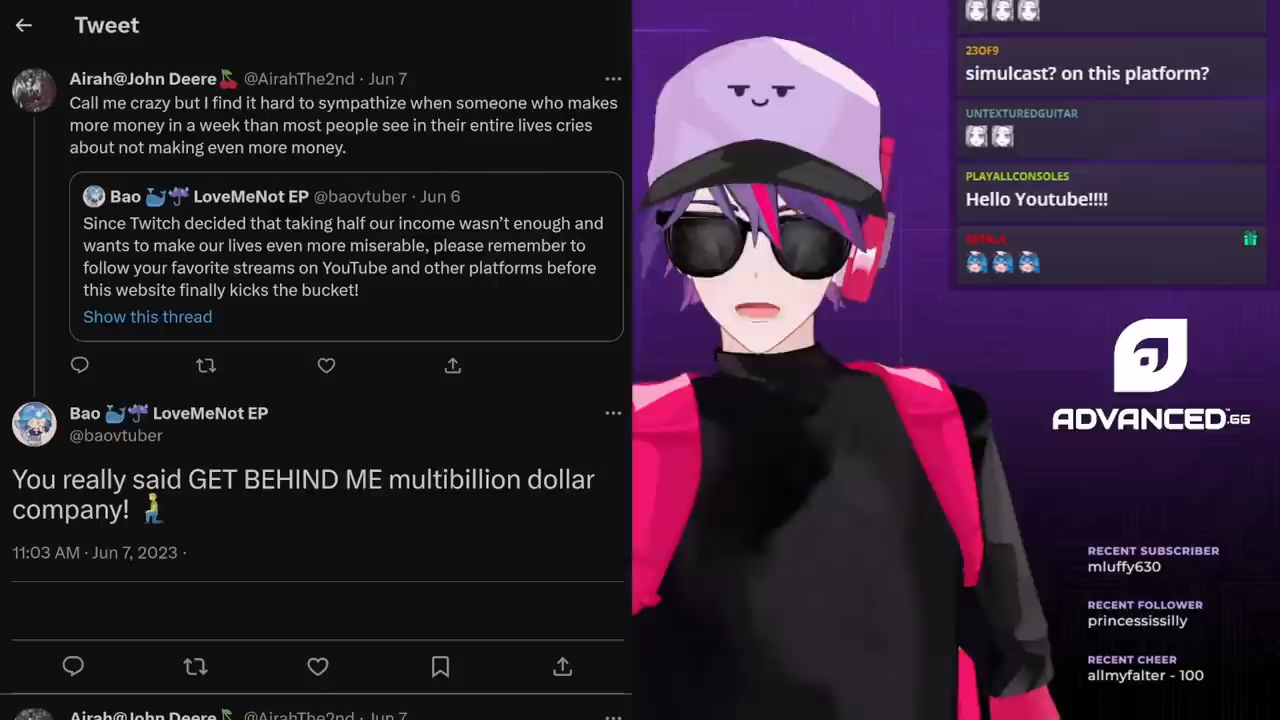 Tweet
Airah@John Deere🍒 @AirahThe2nd · Jun 7
Call me crazy but I find it hard to sympathize when someone who makes
more money in a week than most people see in their entire lives cries
about not making even more money.
Bao 🐳☔ LoveMeNot EP @baovtuber · Jun 6
Since Twitch decided that taking half our income wasn’t enough and
wants to make our lives even more miserable, please remember to
follow your favorite streams on YouTube and other platforms before
this website finally kicks the bucket!
Show this thread
Bao 🐳☔ LoveMeNot EP
@baovtuber
You really said GET BEHIND ME multibillion dollar
company! 🧎
11:03 AM · Jun 7, 2023 ·
Airah@John Deere🍒 @AirahThe2nd · Jun 7
23OF9
simulcast? on this platform?
UNTEXTUREDGUITAR
PLAYALLCONSOLES
Hello Youtube!!!!
ADVANCED™.GG
RECENT SUBSCRIBER
mluffy630
RECENT FOLLOWER
princessissilly
RECENT CHEER
allmyfalter - 100